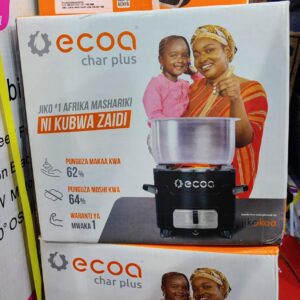 ecoa
char plus
JIKO #1 AFRIKA MASHARIKI
NI KUBWA ZAIDI
PUNGUZA MAKAA KWA
62%
PUNGUZA MOSHI KWA
64%
WARANTI YA
MWAKA 1
ecoa
ecoa
char plus